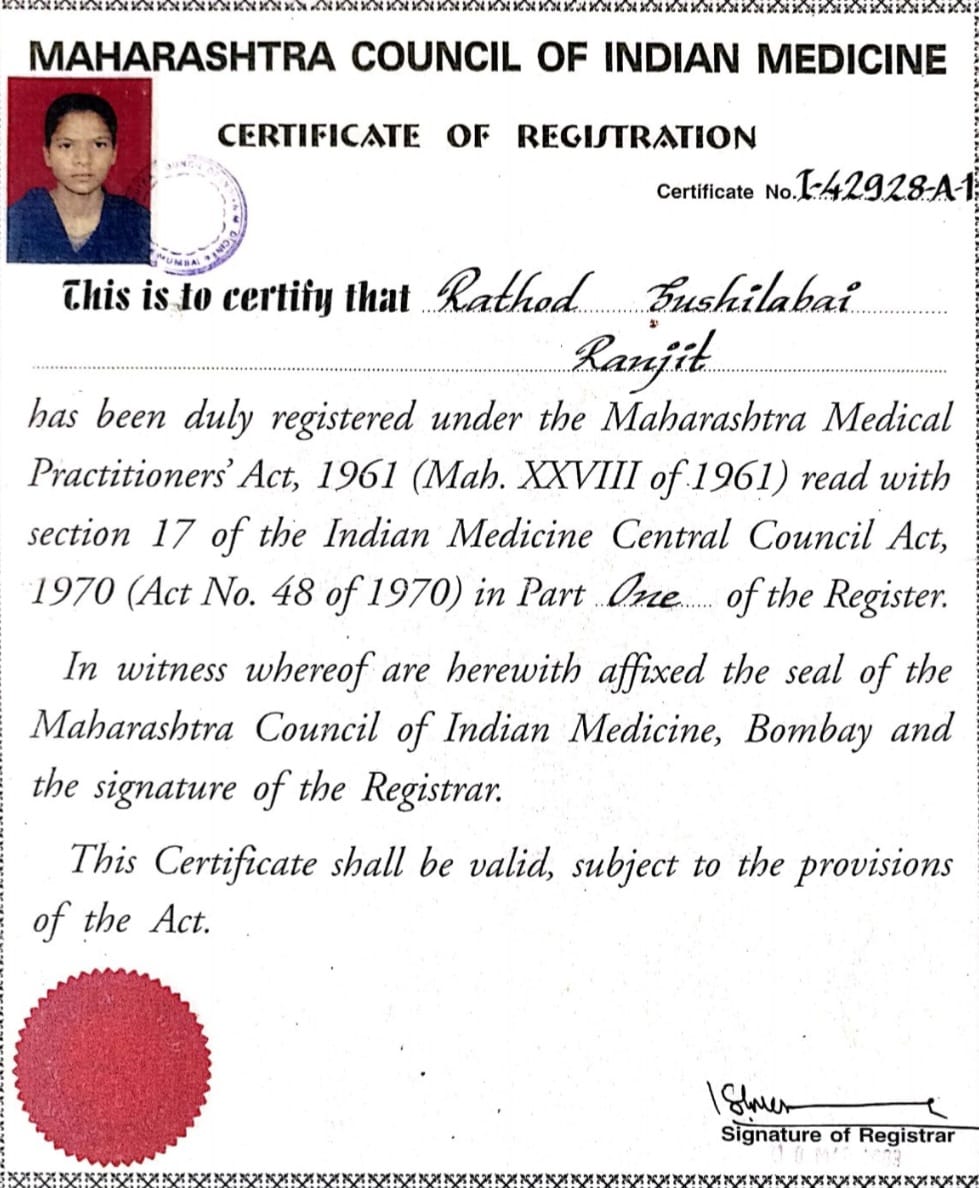 MAHARASHTRA COUNCIL OF INDIAN MEDICINE
CERTIFICATE OF REGISTRATION
Certificate No. I-42928-A-1
This is to certify that Rathod Sushilabai
Ranjit
has been duly registered under the Maharashtra Medical
Practitioners' Act, 1961 (Mah. XXVIII of 1961) read with
section 17 of the Indian Medicine Central Council Act,
1970 (Act No. 48 of 1970) in Part One of the Register.
In witness whereof are herewith affixed the seal of the
Maharashtra Council of Indian Medicine, Bombay and
the signature of the Registrar.
This Certificate shall be valid, subject to the provisions
of the Act.
Signature of Registrar